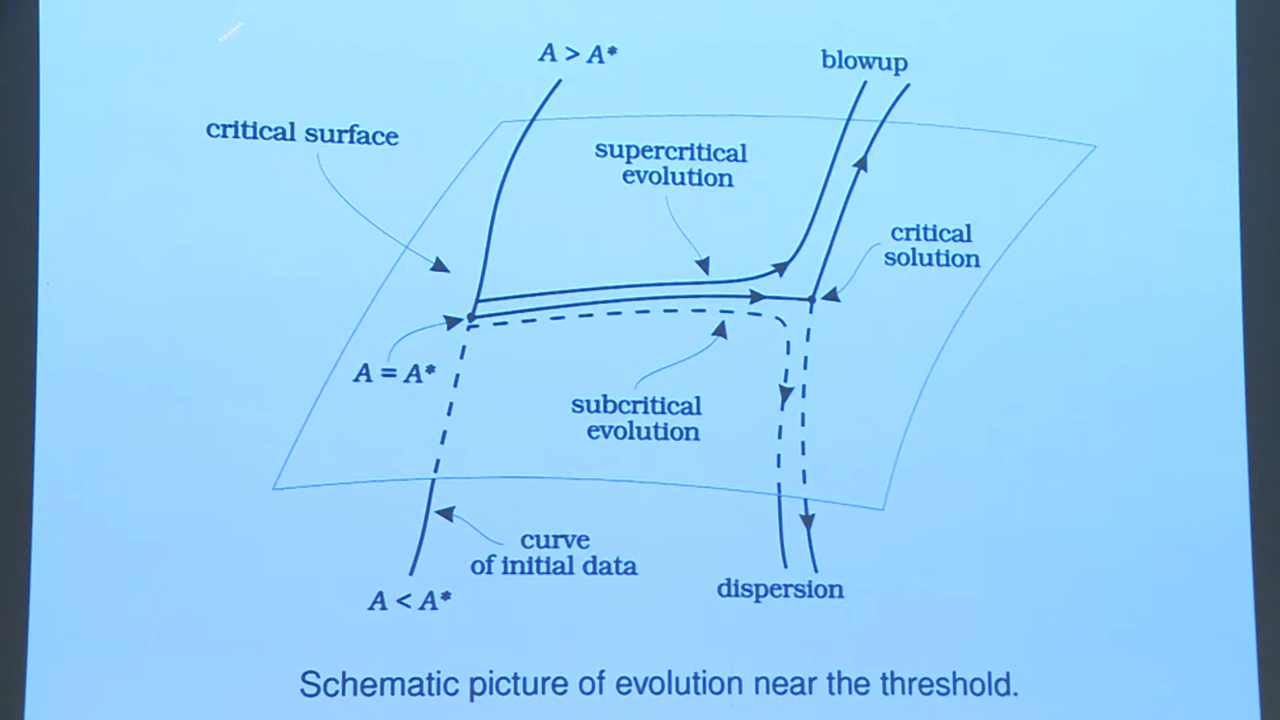 A > A*
blowup
critical surface
supercritical
evolution
critical
solution
A = A*
subcritical
evolution
curve
of initial data
A < A*
dispersion
Schematic picture of evolution near the threshold.